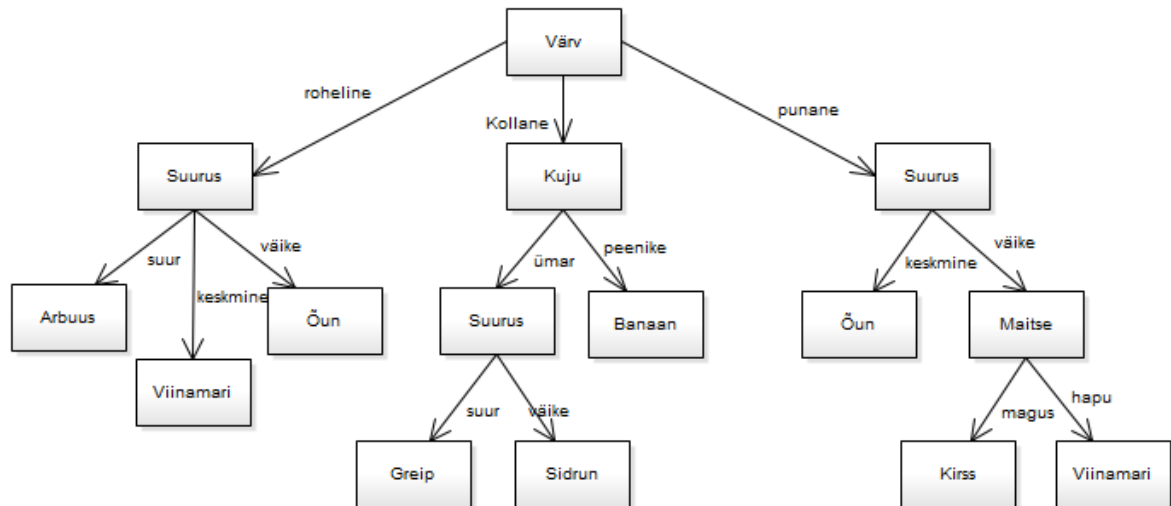 Värv
roheline
Kollane
punane
Suurus
Kuju
Suurus
suur
keskmine
väike
ümar
peenike
keskmine
väike
Arbuus
Viinamari
Õun
Suurus
Banaan
Õun
Maitse
suur
väike
magus
hapu
Greip
Sidrun
Kirss
Viinamari